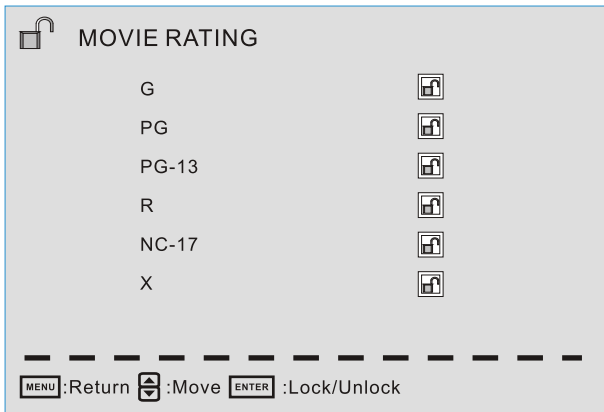 MOVIE RATING
G
PG
PG-13
R
NC-17
X
MENU:Return :Move ENTER :Lock/Unlock